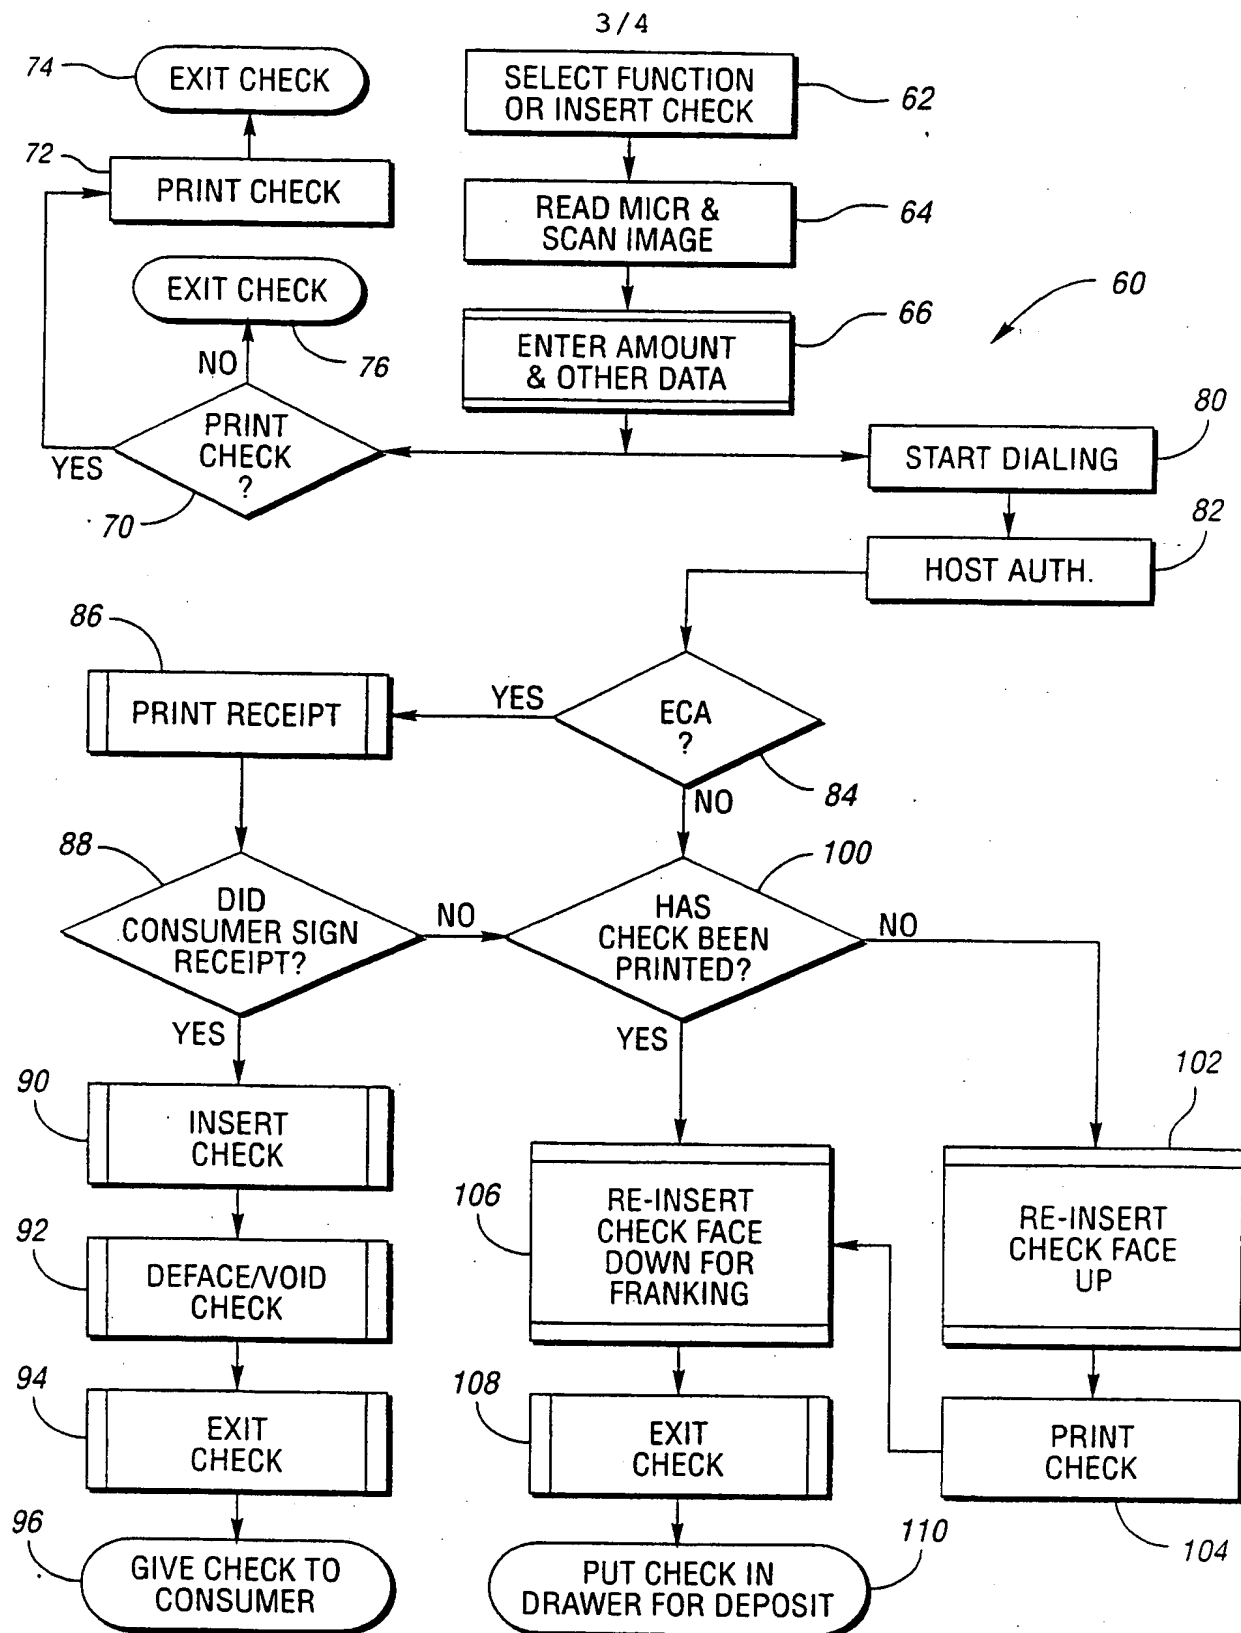 3/4
74
EXIT CHECK
SELECT FUNCTION
OR INSERT CHECK
62
72
PRINT CHECK
READ MICR &
SCAN IMAGE
64
EXIT CHECK
76
60
66
ENTER AMOUNT
& OTHER DATA
NO
PRINT
CHECK
?
YES
70
80
START DIALING
82
HOST AUTH.
86
PRINT RECEIPT
YES
ECA
?
84
NO
88
DID
CONSUMER SIGN
RECEIPT?
NO
100
HAS
CHECK BEEN
PRINTED?
NO
YES
YES
90
INSERT
CHECK
102
106
RE-INSERT
CHECK FACE
DOWN FOR
FRANKING
RE-INSERT
CHECK FACE
UP
92
DEFACE/VOID
CHECK
94
EXIT
CHECK
108
EXIT
CHECK
PRINT
CHECK
104
96
GIVE CHECK TO
CONSUMER
110
PUT CHECK IN
DRAWER FOR DEPOSIT